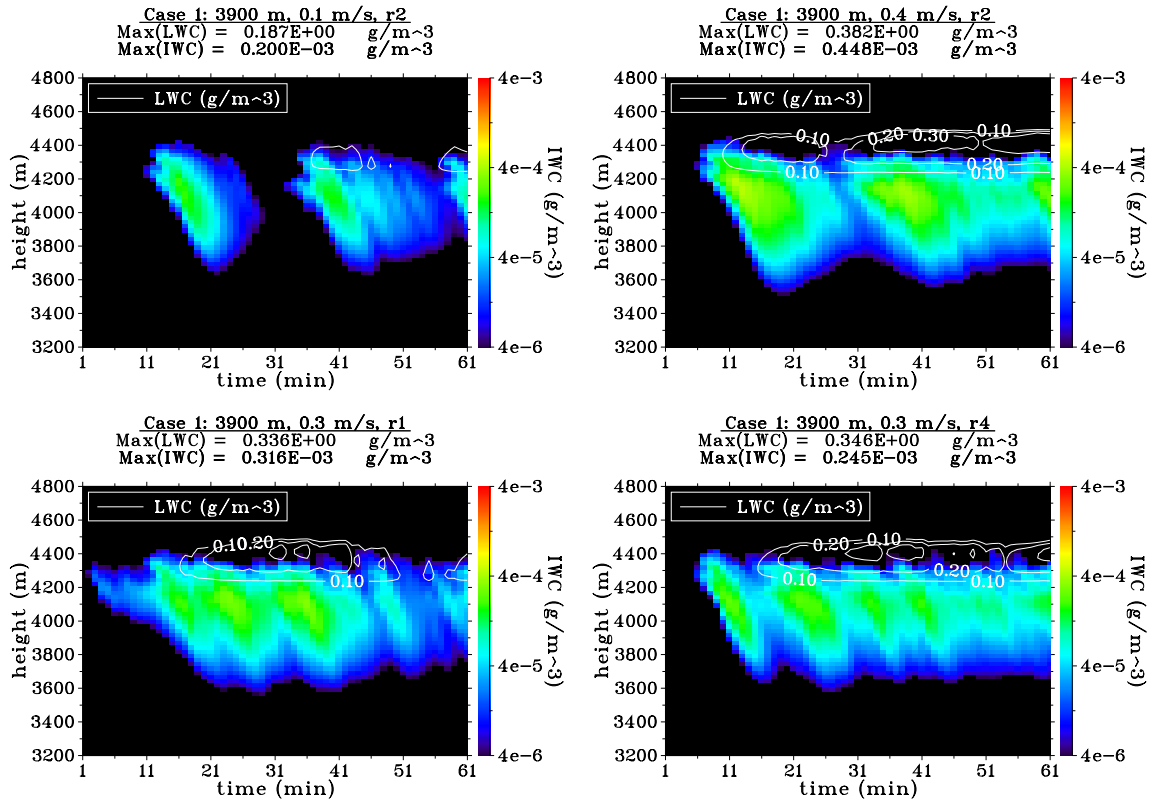 Case 1: 3900 m, 0.1 m/s, r2
Max(LWC) = 0.187E+00 g/m^3
Max(IWC) = 0.200E-03 g/m^3
4800
4600
4400
4200
4000
3800
3600
3400
3200
height (m)
LWC (g/m^3)
1 11 21 31 41 51 61
time (min)
4e-3
4e-4
4e-5
4e-6
IWC (g/m^3)
Case 1: 3900 m, 0.4 m/s, r2
Max(LWC) = 0.382E+00 g/m^3
Max(IWC) = 0.448E-03 g/m^3
4800
4600
4400
4200
4000
3800
3600
3400
3200
height (m)
LWC (g/m^3)
0.10 0.20 0.30 0.10
0.20
0.10 0.10
1 11 21 31 41 51 61
time (min)
4e-3
4e-4
4e-5
4e-6
IWC (g/m^3)
Case 1: 3900 m, 0.3 m/s, r1
Max(LWC) = 0.336E+00 g/m^3
Max(IWC) = 0.316E-03 g/m^3
4800
4600
4400
4200
4000
3800
3600
3400
3200
height (m)
LWC (g/m^3)
0.10 0.20
0.10
1 11 21 31 41 51 61
time (min)
4e-3
4e-4
4e-5
4e-6
IWC (g/m^3)
Case 1: 3900 m, 0.3 m/s, r4
Max(LWC) = 0.346E+00 g/m^3
Max(IWC) = 0.245E-03 g/m^3
4800
4600
4400
4200
4000
3800
3600
3400
3200
height (m)
LWC (g/m^3)
0.20 0.10
0.20
0.10 0.10
1 11 21 31 41 51 61
time (min)
4e-3
4e-4
4e-5
4e-6
IWC (g/m^3)